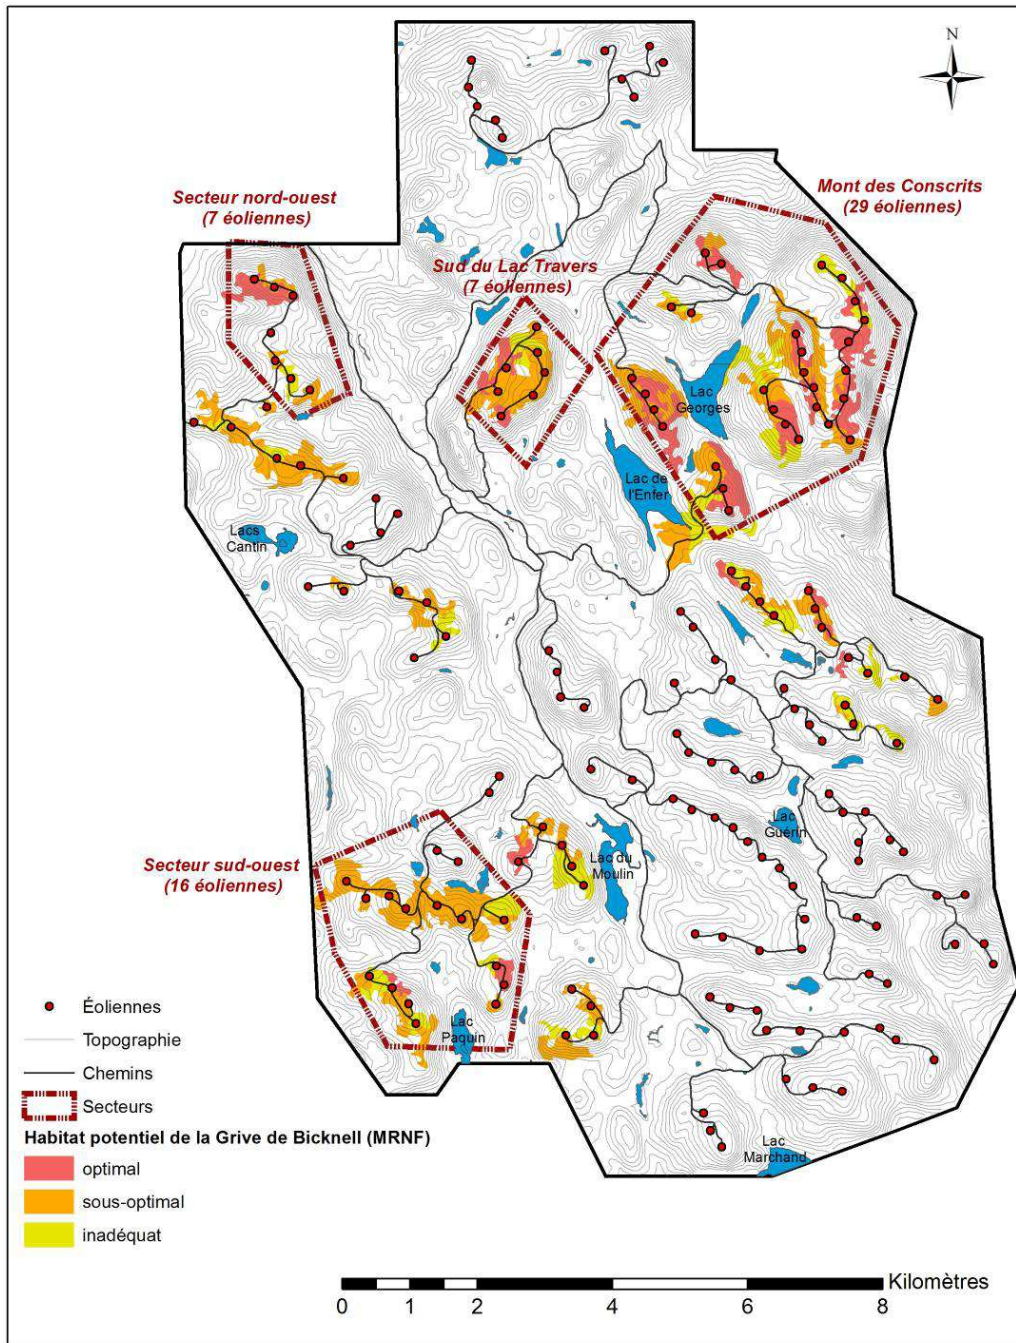 N
Secteur nord-ouest
(7 éoliennes)
Mont des Conscrits
(29 éoliennes)
Sud du Lac Travers
(7 éoliennes)
Lac
Georges
Lac de
l'Enfer
Lacs
Cantin
Lac
Guérin
Secteur sud-ouest
(16 éoliennes)
Lac du
Moulin
Lac
Paquin
Lac
Marchand
Éoliennes
Topographie
Chemins
Secteurs
Habitat potentiel de la Grive de Bicknell (MRNF)
optimal
sous-optimal
inadéquat
Kilomètres
0 1 2 4 6 8